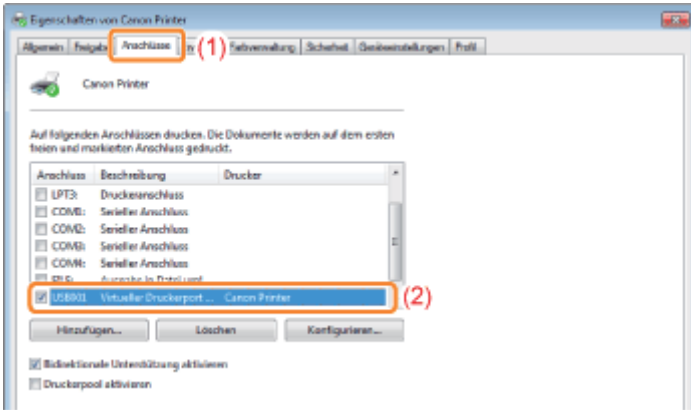 Eigenschaften von Canon Printer
Allgemein Freigabe Anschlüsse (1) Farbverwaltung Sicherheit Geräteeinstellungen Profil
Canon Printer
Auf folgenden Anschlüssen drucken. Die Dokumente werden auf dem ersten
freien und markierten Anschluss gedruckt.
Anschluss Beschreibung Drucker
LPT3: Druckeranschluss
COM1: Serieller Anschluss
COM2: Serieller Anschluss
COM3: Serieller Anschluss
COM4: Serieller Anschluss
USB001 Virtueller Druckerport ... Canon Printer (2)
Hinzufügen... Löschen Konfigurieren...
Bidirektionale Unterstützung aktivieren
Druckerpool aktivieren